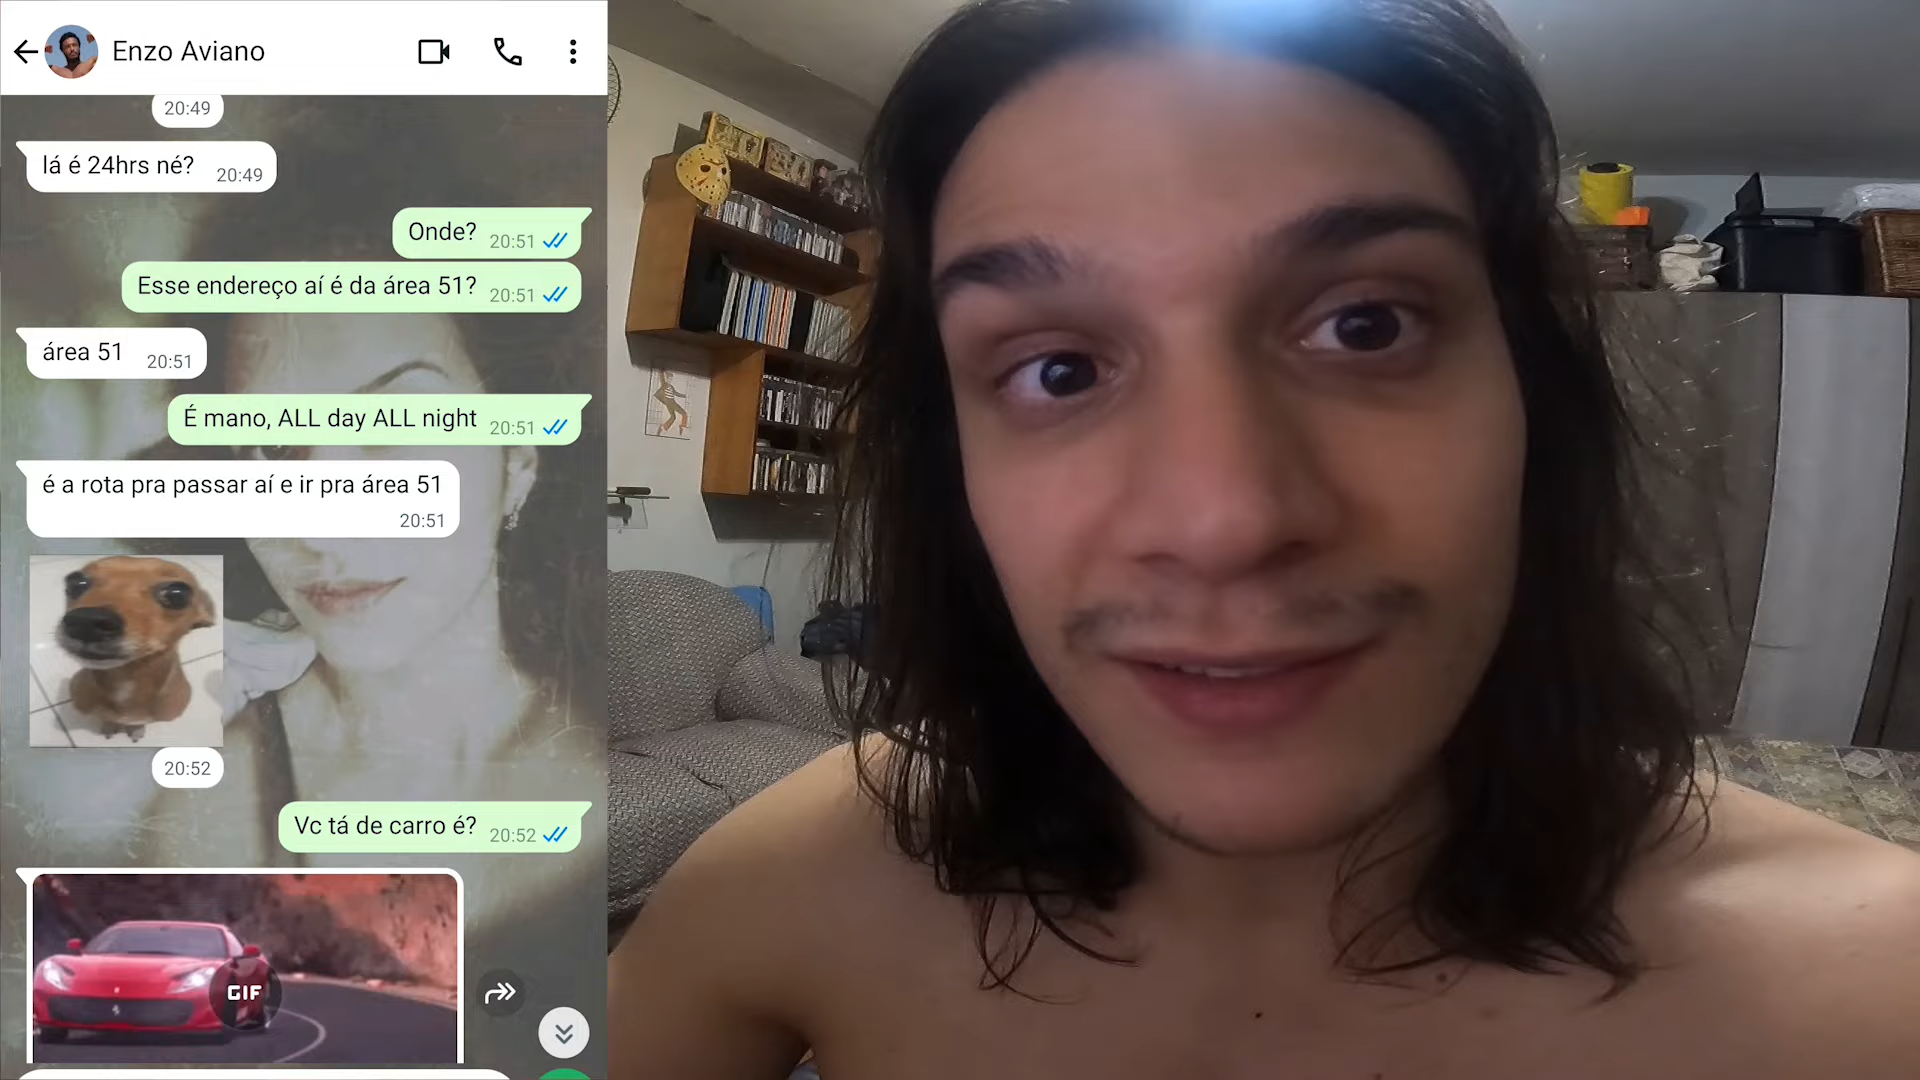 Enzo Aviano
20:49
lá é 24hrs né? 20:49
Onde? 20:51
Esse endereço aí é da área 51? 20:51
área 51 20:51
É mano, ALL day ALL night 20:51
é a rota pra passar aí e ir pra área 51
20:51
20:52
Vc tá de carro é? 20:52
GIF